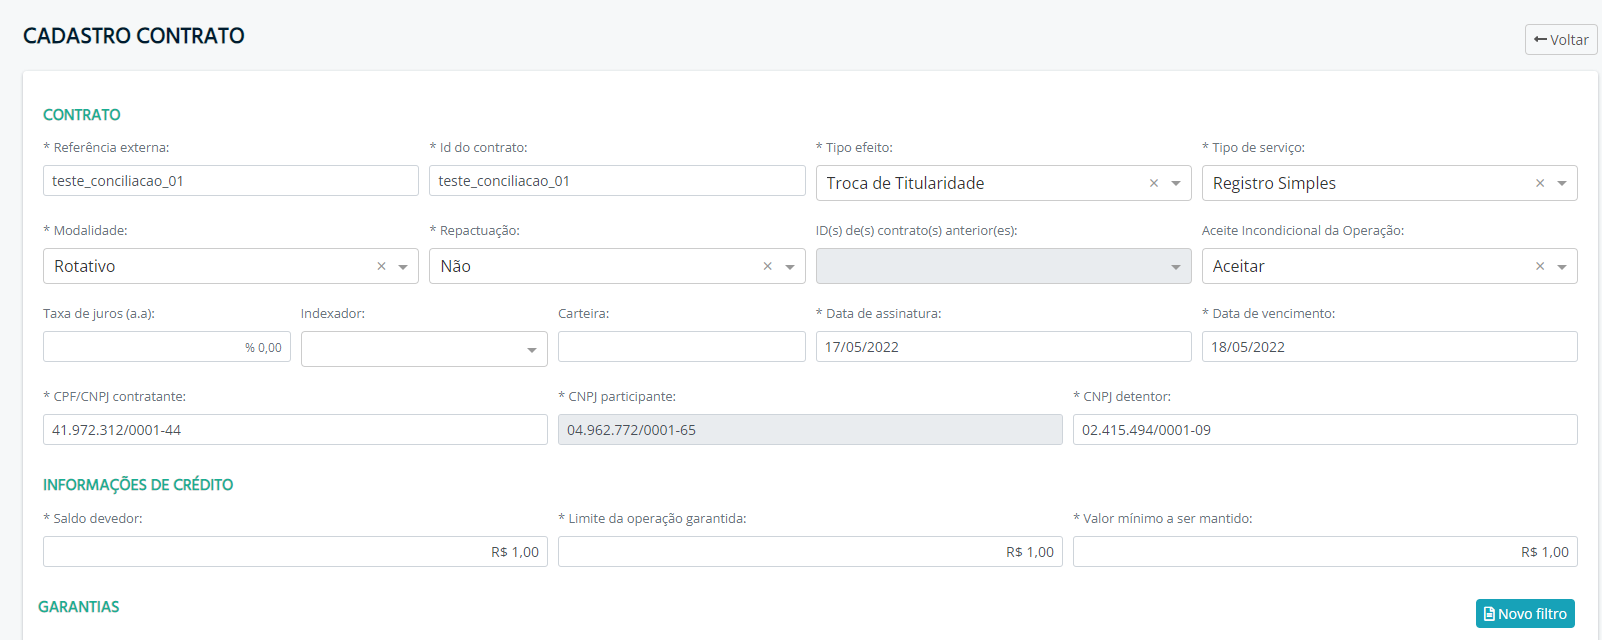 CADASTRO CONTRATO
Voltar
CONTRATO
* Referência externa: * Id do contrato: * Tipo efeito: * Tipo de serviço:
teste_conciliacao_01 teste_conciliacao_01 Troca de Titularidade × Registro Simples ×
* Modalidade: * Repactuação: ID(s) de(s) contrato(s) anterior(es): Aceite Incondicional da Operação:
Rotativo × Não × Aceitar ×
Taxa de juros (a.a): Indexador: Carteira: * Data de assinatura: * Data de vencimento:
% 0,00 17/05/2022 18/05/2022
* CPF/CNPJ contratante: * CNPJ participante: * CNPJ detentor:
41.972.312/0001-44 04.962.772/0001-65 02.415.494/0001-09
INFORMAÇÕES DE CRÉDITO
* Saldo devedor: * Limite da operação garantida: * Valor mínimo a ser mantido:
R$ 1,00 R$ 1,00 R$ 1,00
GARANTIAS
Novo filtro